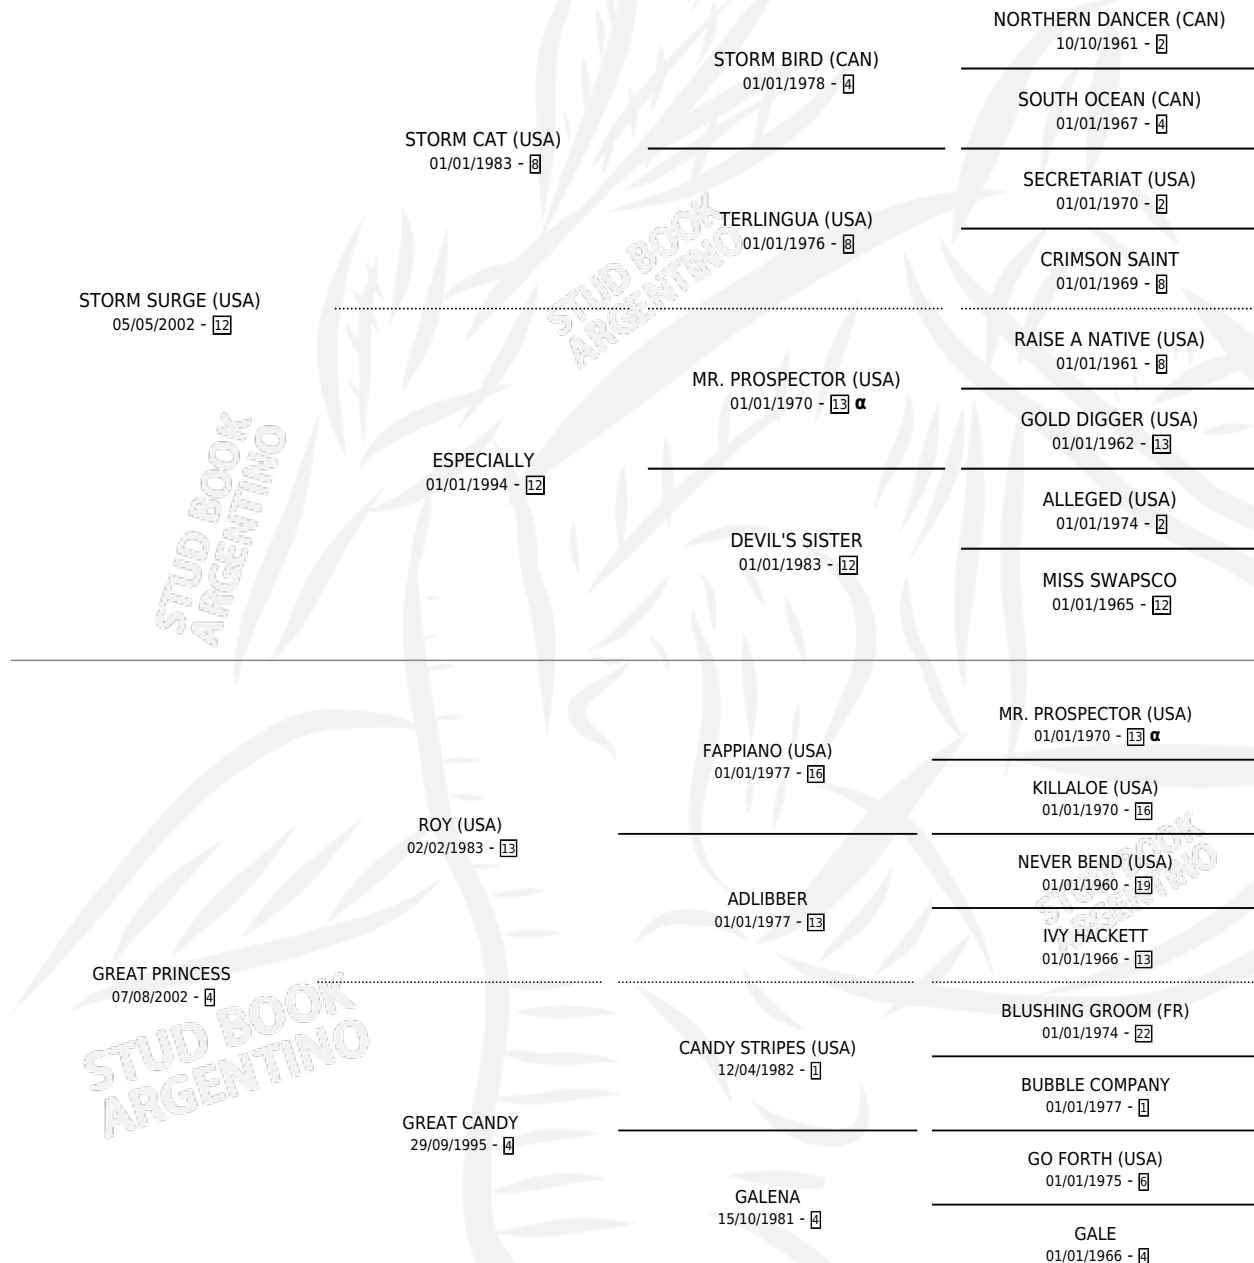 NORTHERN DANCER (CAN)
10/10/1961 - 2
STORM BIRD (CAN)
01/01/1978 - 4
SOUTH OCEAN (CAN)
01/01/1967 - 4
STORM CAT (USA)
01/01/1983 - 8
SECRETARIAT (USA)
01/01/1970 - 2
TERLINGUA (USA)
01/01/1976 - 8
CRIMSON SAINT
01/01/1969 - 8
STORM SURGE (USA)
05/05/2002 - 12
RAISE A NATIVE (USA)
01/01/1961 - 8
MR. PROSPECTOR (USA)
01/01/1970 - 13 α
GOLD DIGGER (USA)
01/01/1962 - 13
ESPECIALLY
01/01/1994 - 12
ALLEGED (USA)
01/01/1974 - 2
DEVIL'S SISTER
01/01/1983 - 12
MISS SWAPSCO
01/01/1965 - 12
MR. PROSPECTOR (USA)
01/01/1970 - 13 α
FAPPIANO (USA)
01/01/1977 - 16
KILLALOE (USA)
01/01/1970 - 16
ROY (USA)
02/02/1983 - 13
NEVER BEND (USA)
01/01/1960 - 19
ADLIBBER
01/01/1977 - 13
IVY HACKETT
01/01/1966 - 13
GREAT PRINCESS
07/08/2002 - 4
BLUSHING GROOM (FR)
01/01/1974 - 22
CANDY STRIPES (USA)
12/04/1982 - 1
BUBBLE COMPANY
01/01/1977 - 1
GREAT CANDY
29/09/1995 - 4
GO FORTH (USA)
01/01/1975 - 6
GALENA
15/10/1981 - 4
GALE
01/01/1966 - 4
STUD BOOK
ARGENTINO
STUD BOOK
ARGENTINO
STUD BOOK
ARGENTINO
STUD BOOK
ARGENTINO